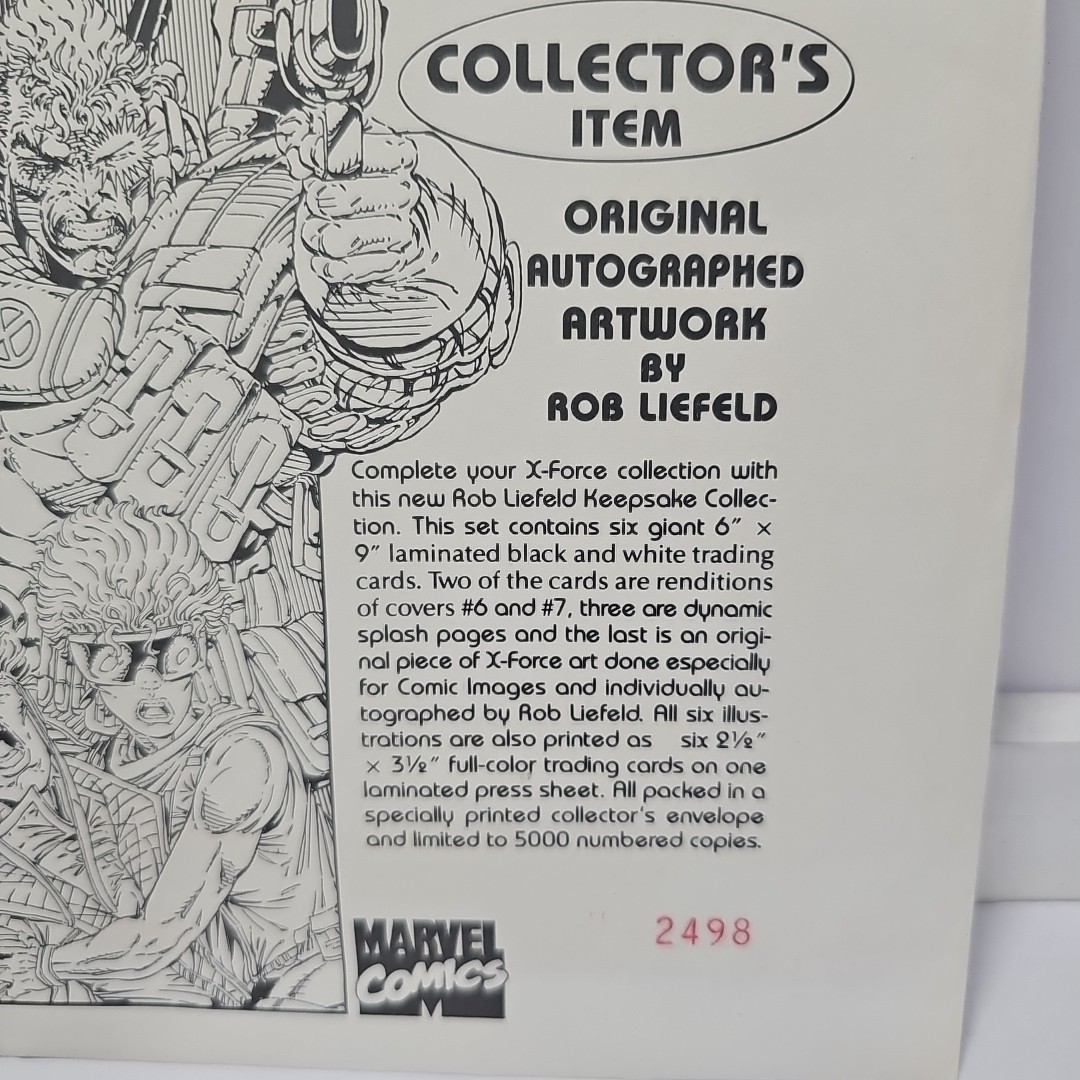 COLLECTOR'S
ITEM
ORIGINAL
AUTOGRAPHED
ARTWORK
BY
ROB LIEFELD
Complete your X-Force collection with
this new Rob Liefeld Keepsake Collec-
tion. This set contains six giant 6" ×
9" laminated black and white trading
cards. Two of the cards are renditions
of covers #6 and #7, three are dynamic
splash pages and the last is an origi-
nal piece of X-Force art done especially
for Comic Images and individually au-
tographed by Rob Liefeld. All six illus-
trations are also printed as six 2½"
× 3½" full-color trading cards on one
laminated press sheet. All packed in a
specially printed collector's envelope
and limited to 5000 numbered copies.
MARVEL
COMICS
2498